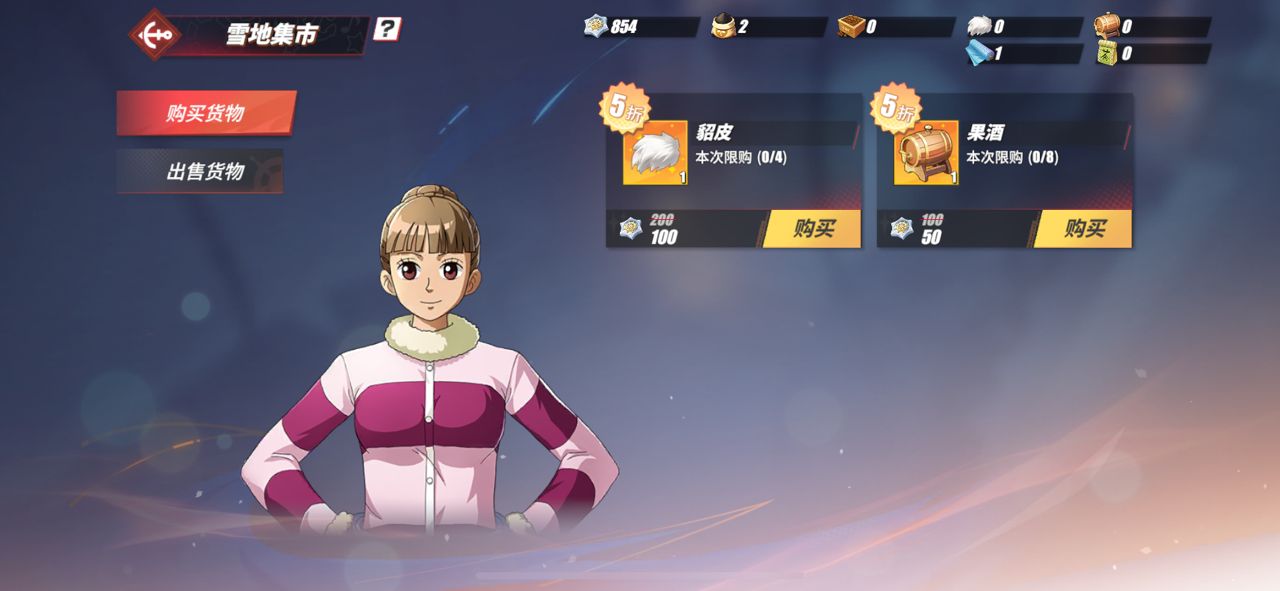 雪地集市
?
854
2
0
0
0
1
0
购买货物
出售货物
5折
貂皮
本次限购 (0/4)
1
200
100
购买
5折
果酒
本次限购 (0/8)
1
100
50
购买